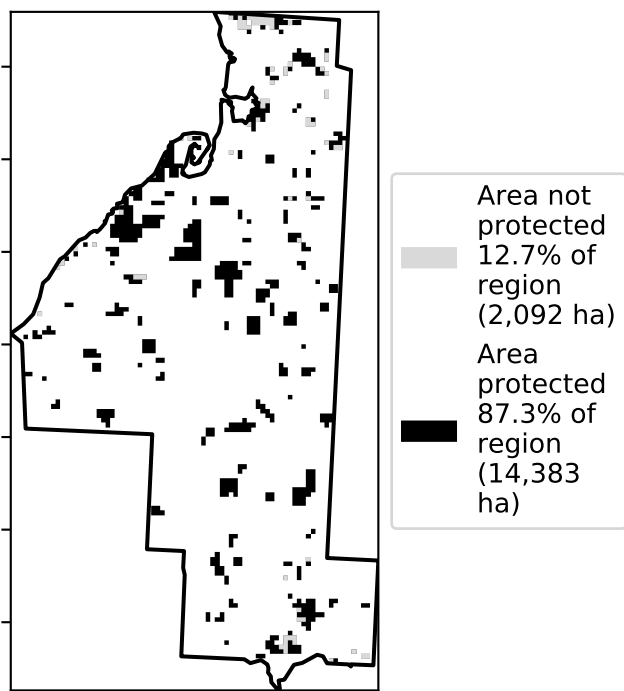 Area not
protected
12.7% of
region
(2,092 ha)
Area
protected
87.3% of
region
(14,383
ha)